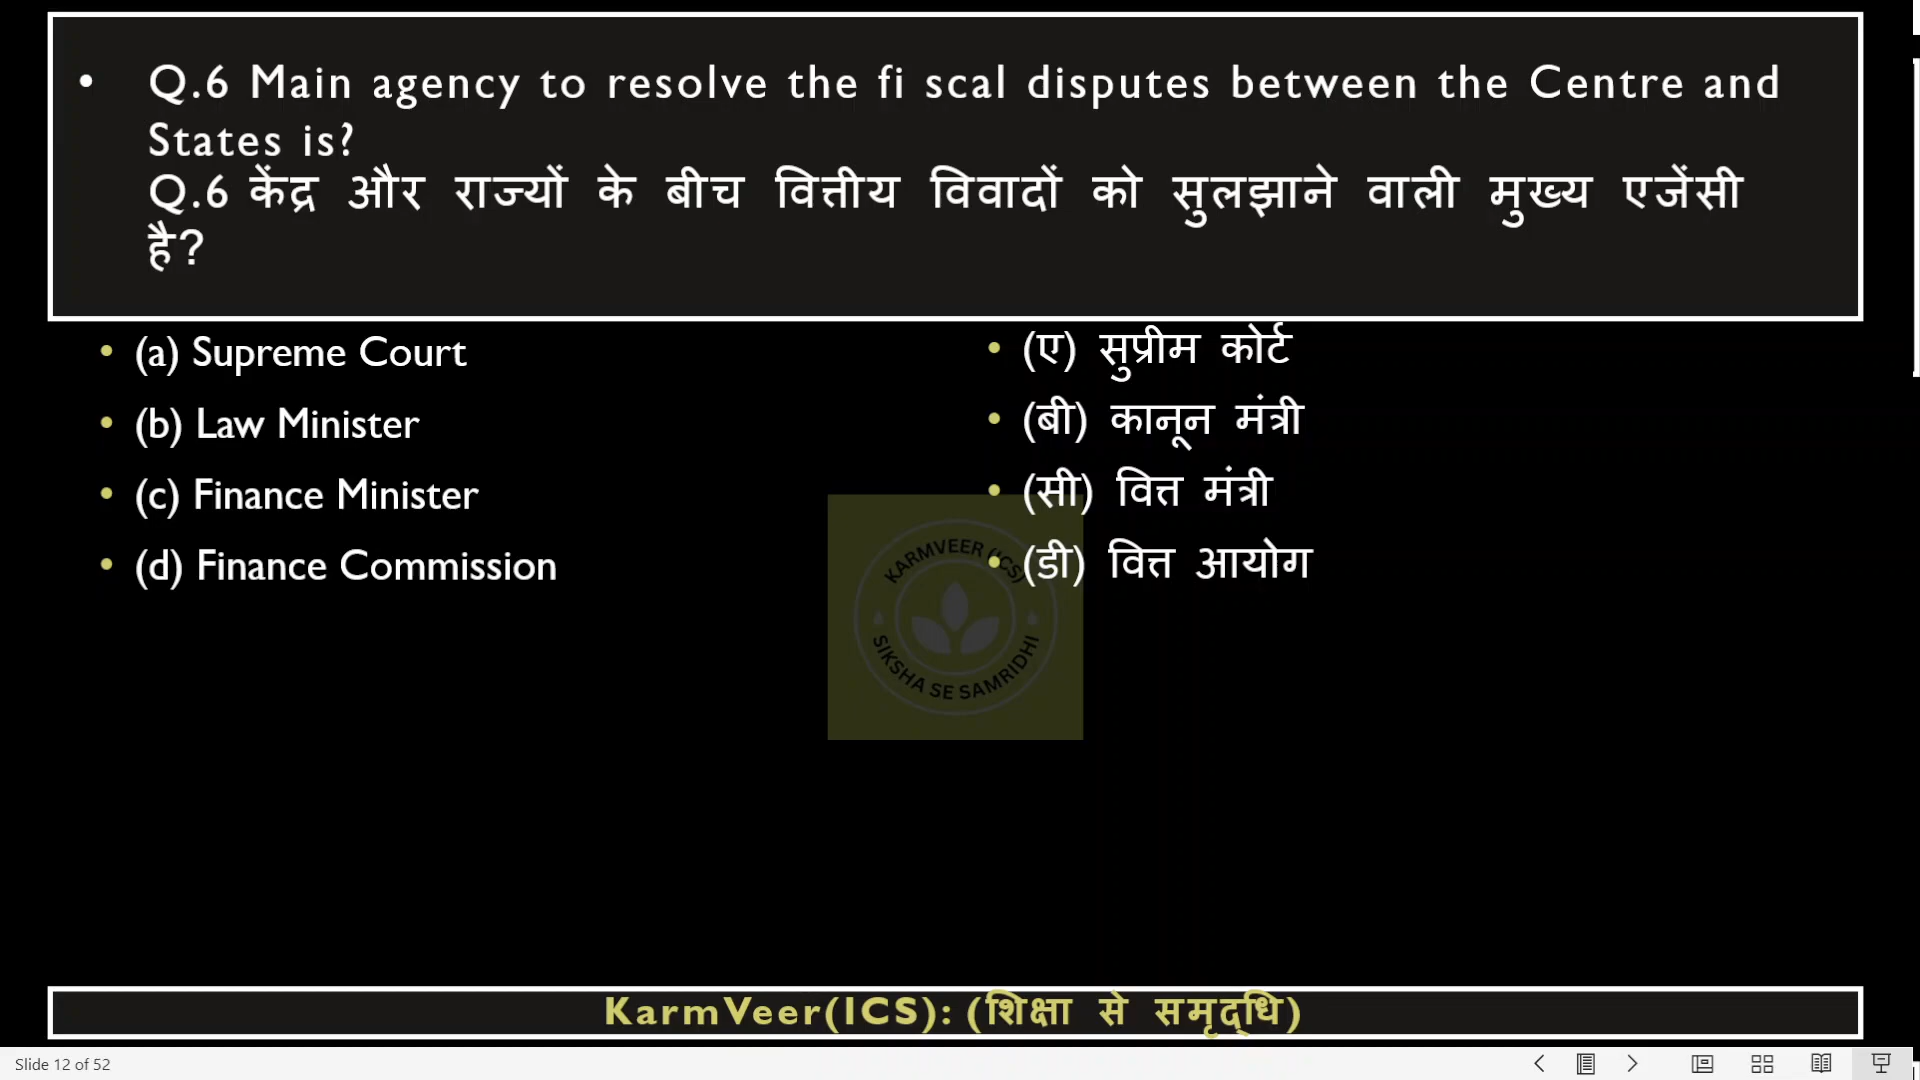 • Q.6 Main agency to resolve the fi scal disputes between the Centre and
States is?
Q.6 केंद्र और राज्यों के बीच वित्तीय विवादों को सुलझाने वाली मुख्य एजेंसी
है?
• (a) Supreme Court
• (b) Law Minister
• (c) Finance Minister
• (d) Finance Commission
• (ए) सुप्रीम कोर्ट
• (बी) कानून मंत्री
• (सी) वित्त मंत्री
• (डी) वित्त आयोग
KARMVEER (ICS)
SIKSHA SE SAMRIDHI
KarmVeer(ICS): (शिक्षा से समृद्धि)
Slide 12 of 52